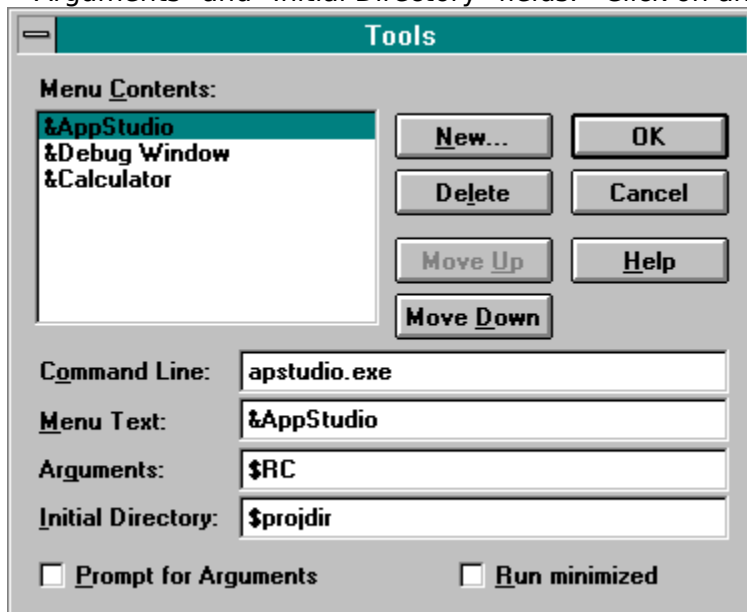 "Arguments" and "Initial Directory" fields. Click on an
Tools
Menu Contents:
&AppStudio
&Debug Window
&Calculator
New...
OK
Delete
Cancel
Move Up
Help
Move Down
Command Line: apstudio.exe
Menu Text: &AppStudio
Arguments: $RC
Initial Directory: $projdir
Prompt for Arguments
Run minimized